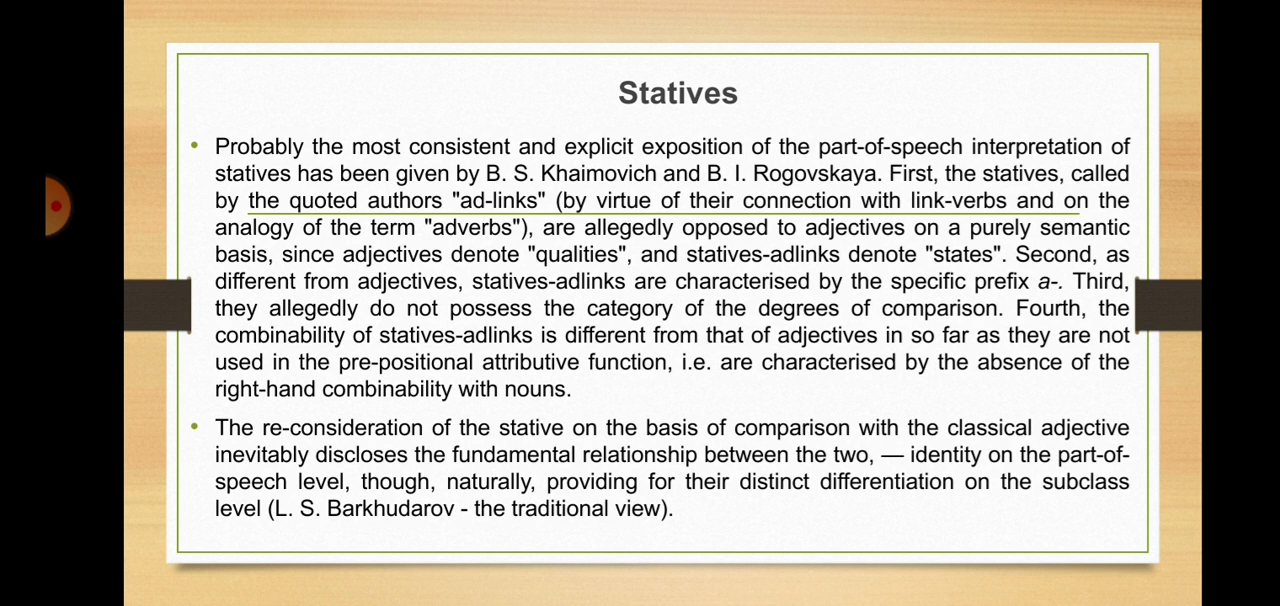 Statives
• Probably the most consistent and explicit exposition of the part-of-speech interpretation of
statives has been given by B. S. Khaimovich and B. I. Rogovskaya. First, the statives, called
by the quoted authors "ad-links" (by virtue of their connection with link-verbs and on the
analogy of the term "adverbs"), are allegedly opposed to adjectives on a purely semantic
basis, since adjectives denote "qualities", and statives-adlinks denote "states". Second, as
different from adjectives, statives-adlinks are characterised by the specific prefix a-. Third,
they allegedly do not possess the category of the degrees of comparison. Fourth, the
combinability of statives-adlinks is different from that of adjectives in so far as they are not
used in the pre-positional attributive function, i.e. are characterised by the absence of the
right-hand combinability with nouns.
• The re-consideration of the stative on the basis of comparison with the classical adjective
inevitably discloses the fundamental relationship between the two, — identity on the part-of-
speech level, though, naturally, providing for their distinct differentiation on the subclass
level (L. S. Barkhudarov - the traditional view).